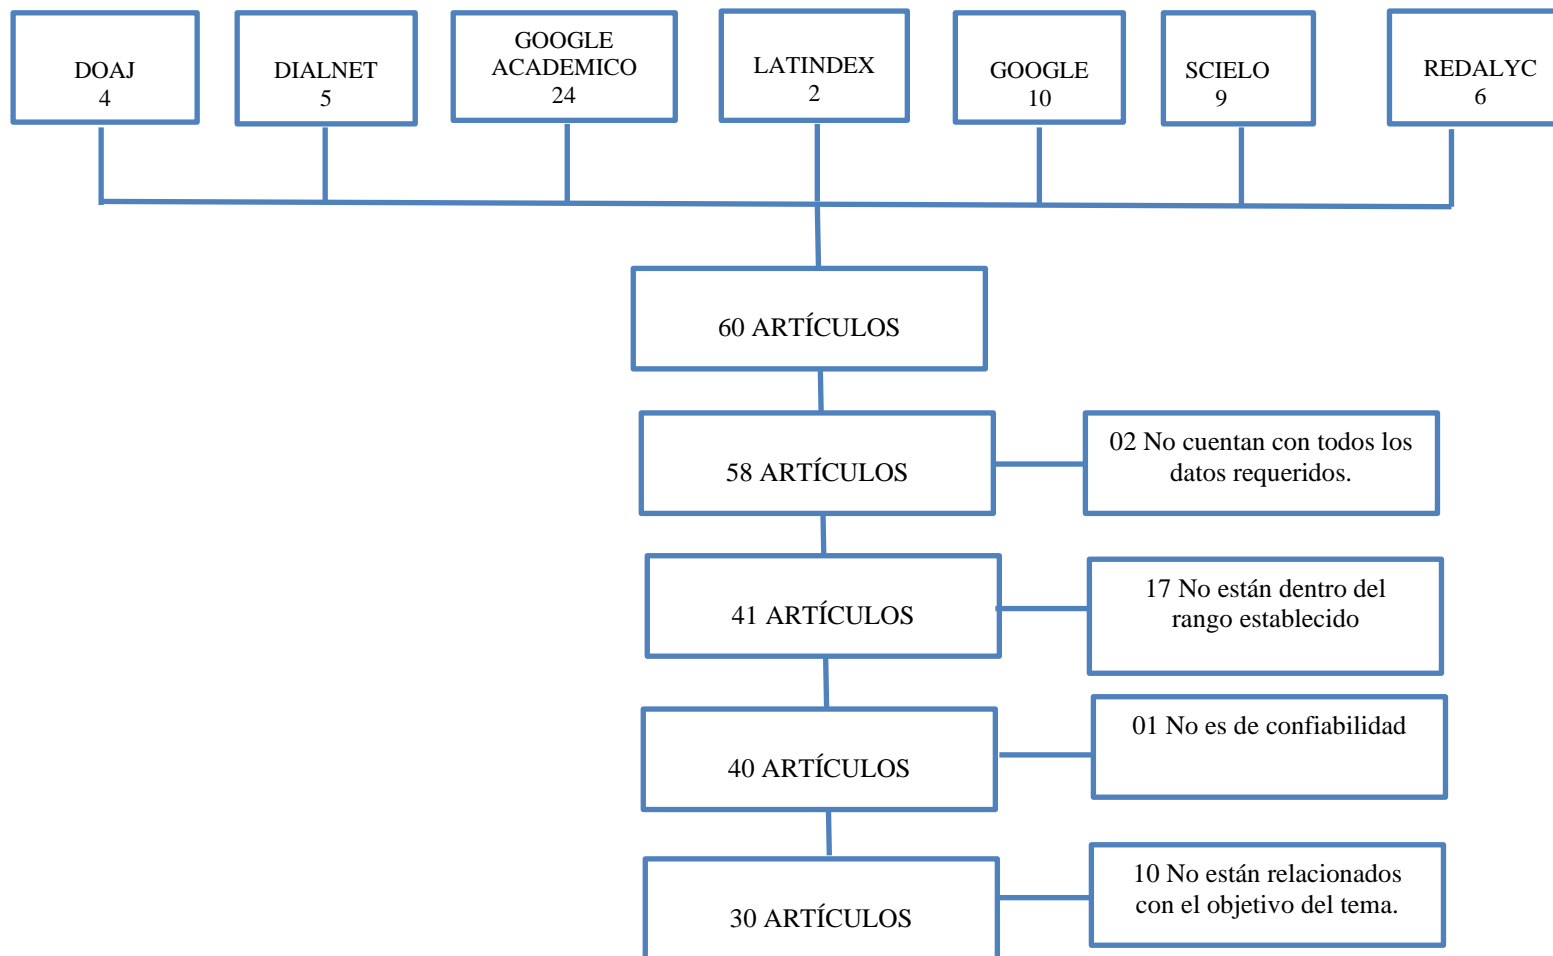 DOAJ
4
DIALNET
5
GOOGLE
ACADEMICO
24
LATINDEX
2
GOOGLE
10
SCIELO
9
REDALYC
6
60 ARTÍCULOS
58 ARTÍCULOS
02 No cuentan con todos los
datos requeridos.
41 ARTÍCULOS
17 No están dentro del
rango establecido
40 ARTÍCULOS
01 No es de confiabilidad
30 ARTÍCULOS
10 No están relacionados
con el objetivo del tema.